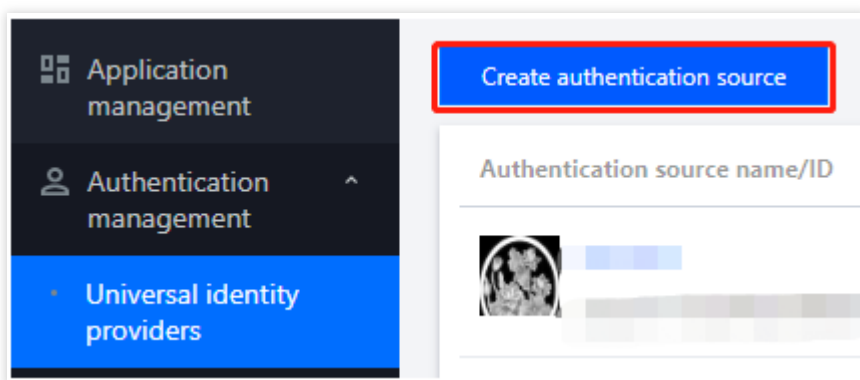 Application
management
Authentication
management
Universal identity
providers
Create authentication source
Authentication source name/ID